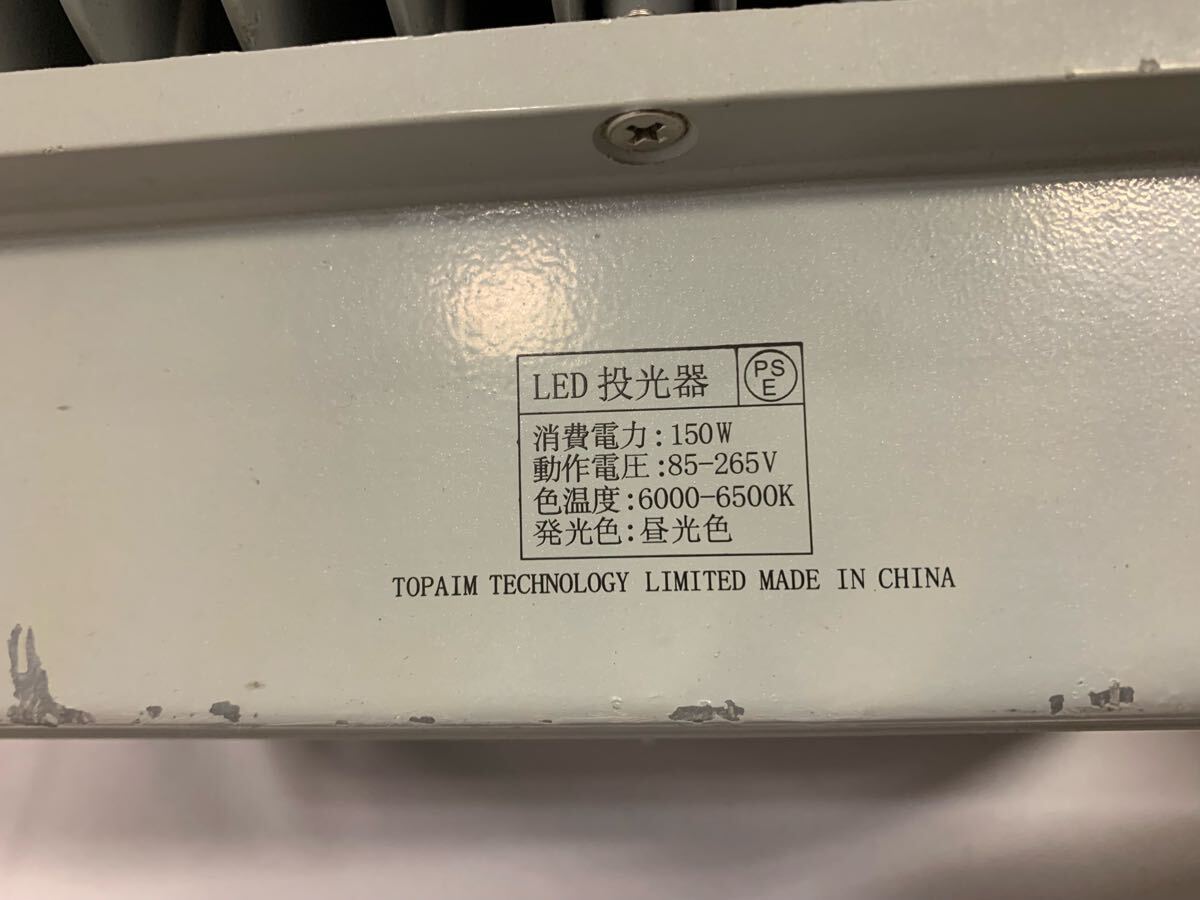 LED 投光器
PS
E
消費電力:150W
動作電圧:85-265V
色温度:6000-6500K
発光色:昼光色
TOPAIM TECHNOLOGY LIMITED MADE IN CHINA